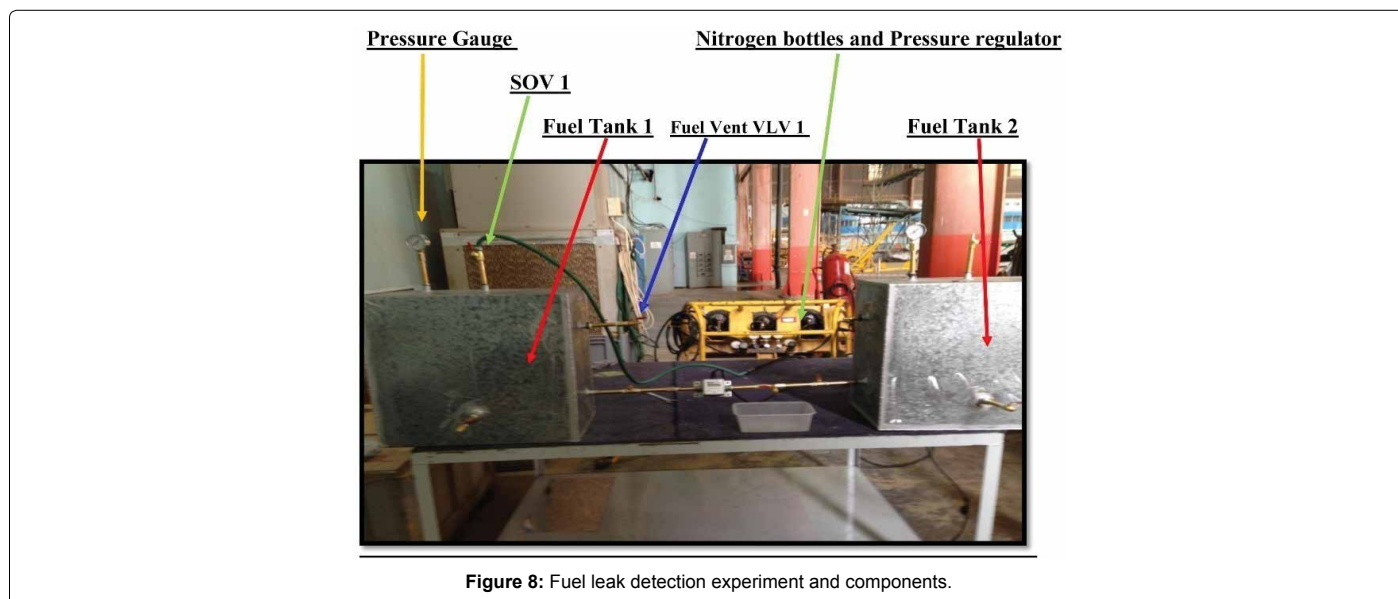 Pressure Gauge
Nitrogen bottles and Pressure regulator
SOV 1
Fuel Tank 1
Fuel Vent VLV 1
Fuel Tank 2
Figure 8: Fuel leak detection experiment and components.